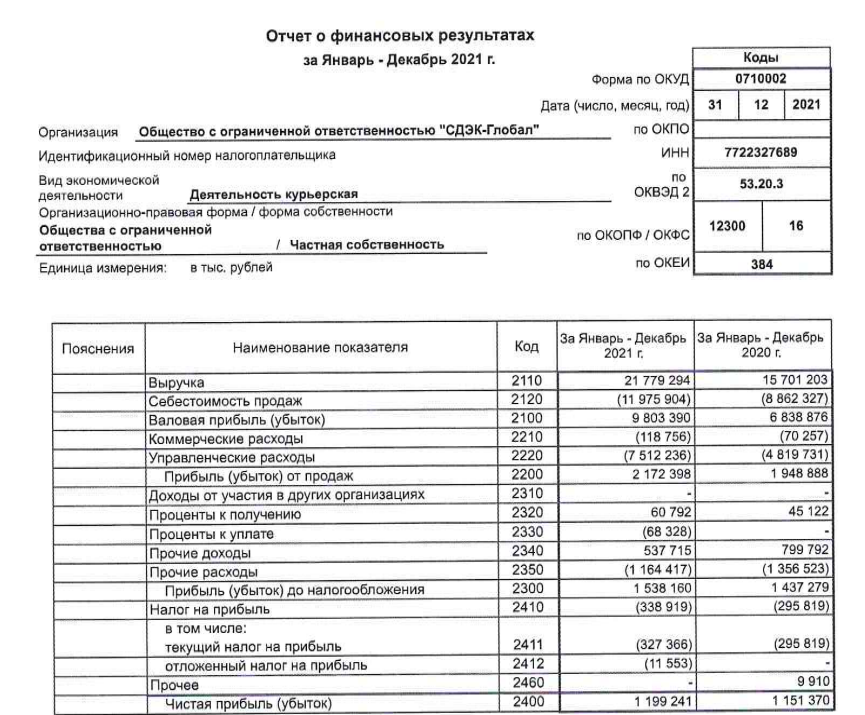 Отчет о финансовых результатах
за Январь - Декабрь 2021 г.
Коды
Форма по ОКУД 0710002
Дата (число, месяц, год) 31 12 2021
Организация Общество с ограниченной ответственностью "СДЭК-Глобал" по ОКПО
Идентификационный номер налогоплательщика ИНН 7722327689
Вид экономической деятельности Деятельность курьерская по ОКВЭД 2 53.20.3
Организационно-правовая форма / форма собственности
Общества с ограниченной ответственностью / Частная собственность по ОКОПФ / ОКФС 12300 16
Единица измерения: в тыс. рублей по ОКЕИ 384
Пояснения Наименование показателя Код За Январь - Декабрь 2021 г. За Январь - Декабрь 2020 г.
Выручка 2110 21 779 294 15 701 203
Себестоимость продаж 2120 (11 975 904) (8 862 327)
Валовая прибыль (убыток) 2100 9 803 390 6 838 876
Коммерческие расходы 2210 (118 756) (70 257)
Управленческие расходы 2220 (7 512 236) (4 819 731)
Прибыль (убыток) от продаж 2200 2 172 398 1 948 888
Доходы от участия в других организациях 2310 - -
Проценты к получению 2320 60 792 45 122
Проценты к уплате 2330 (68 328) -
Прочие доходы 2340 537 715 799 792
Прочие расходы 2350 (1 164 417) (1 356 523)
Прибыль (убыток) до налогообложения 2300 1 538 160 1 437 279
Налог на прибыль 2410 (338 919) (295 819)
в том числе:
текущий налог на прибыль 2411 (327 366) (295 819)
отложенный налог на прибыль 2412 (11 553) -
Прочее 2460 - 9 910
Чистая прибыль (убыток) 2400 1 199 241 1 151 370